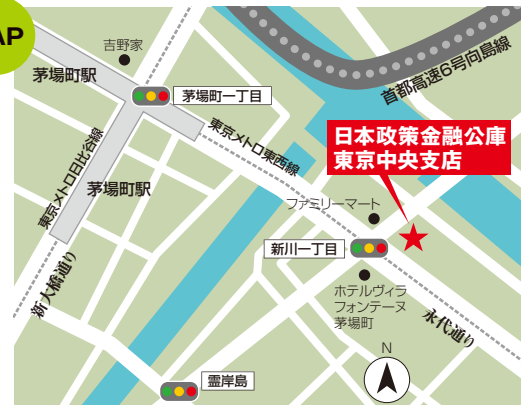 AP
吉野家
茅場町駅
茅場町一丁目
首都高速6号向島線
東京メトロ東西線
日本政策金融公庫
東京中央支店
東京メトロ日比谷線
茅場町駅
ファミリーマート
新川一丁目
新大橋通り
ホテルヴィラ
フォンテーヌ
茅場町
永代通り
N
霊岸島